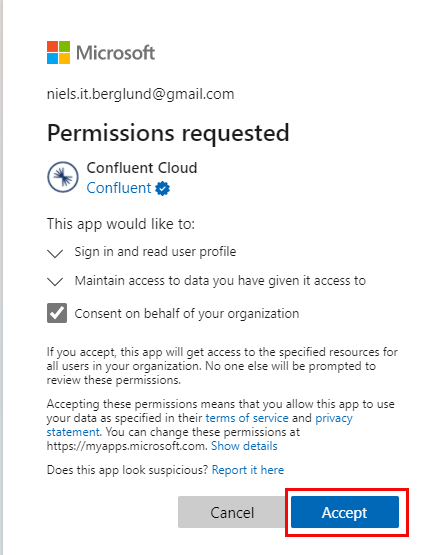 Microsoft
niels.it.berglund@gmail.com
Permissions requested
Confluent Cloud
Confluent
This app would like to:
Sign in and read user profile
Maintain access to data you have given it access to
Consent on behalf of your organization
If you accept, this app will get access to the specified resources for
all users in your organization. No one else will be prompted to
review these permissions.
Accepting these permissions means that you allow this app to use
your data as specified in their terms of service and privacy
statement. You can change these permissions at
https://myapps.microsoft.com. Show details
Does this app look suspicious? Report it here
Cancel Accept